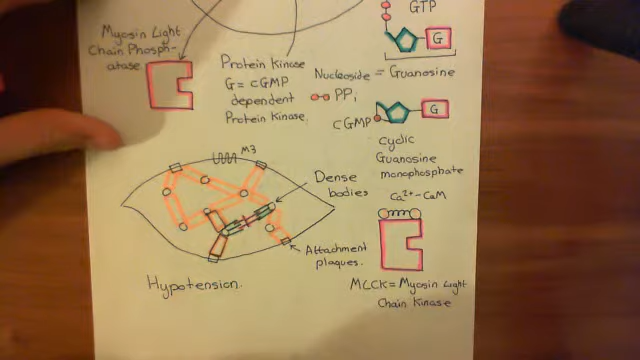 GTP
G
Myosin Light
Chain Phosph-
atase
Protein Kinase
G = cGMP
dependent
Protein Kinase.
Nucleoside = Guanosine
PPi
G
cGMP
cyclic
Guanosine
monophosphate
M3
Dense
bodies
Ca2+-CaM
Attachment
plaques.
Hypotension.
MLCK = Myosin Light
Chain Kinase